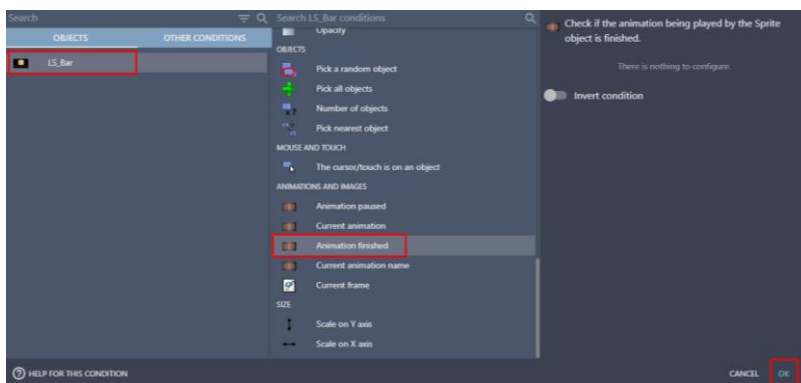 Search
OBJECTS
OTHER CONDITIONS
LS_Bar
Search LS_Bar conditions
Opacity
OBJECTS
Pick a random object
Pick all objects
Number of objects
Pick nearest object
MOUSE AND TOUCH
The cursor/touch is on an object
ANIMATIONS AND IMAGES
Animation paused
Current animation
Animation finished
Current animation name
Current frame
SIZE
Scale on Y axis
Scale on X axis
Check if the animation being played by the Sprite
object is finished.
There is nothing to configure.
Invert condition
HELP FOR THIS CONDITION
CANCEL
OK